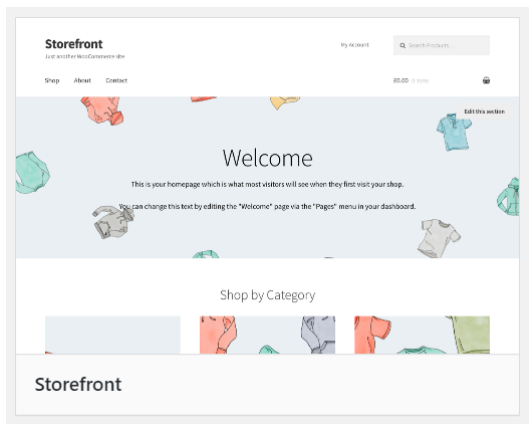 Storefront
My Account
Search Products...
Just another WooCommerce site
Shop About Contact
£0.00 0 items
Edit this section
Welcome
This is your homepage which is what most visitors will see when they first visit your shop.
You can change this text by editing the "Welcome" page via the "Pages" menu in your dashboard.
Shop by Category
Storefront